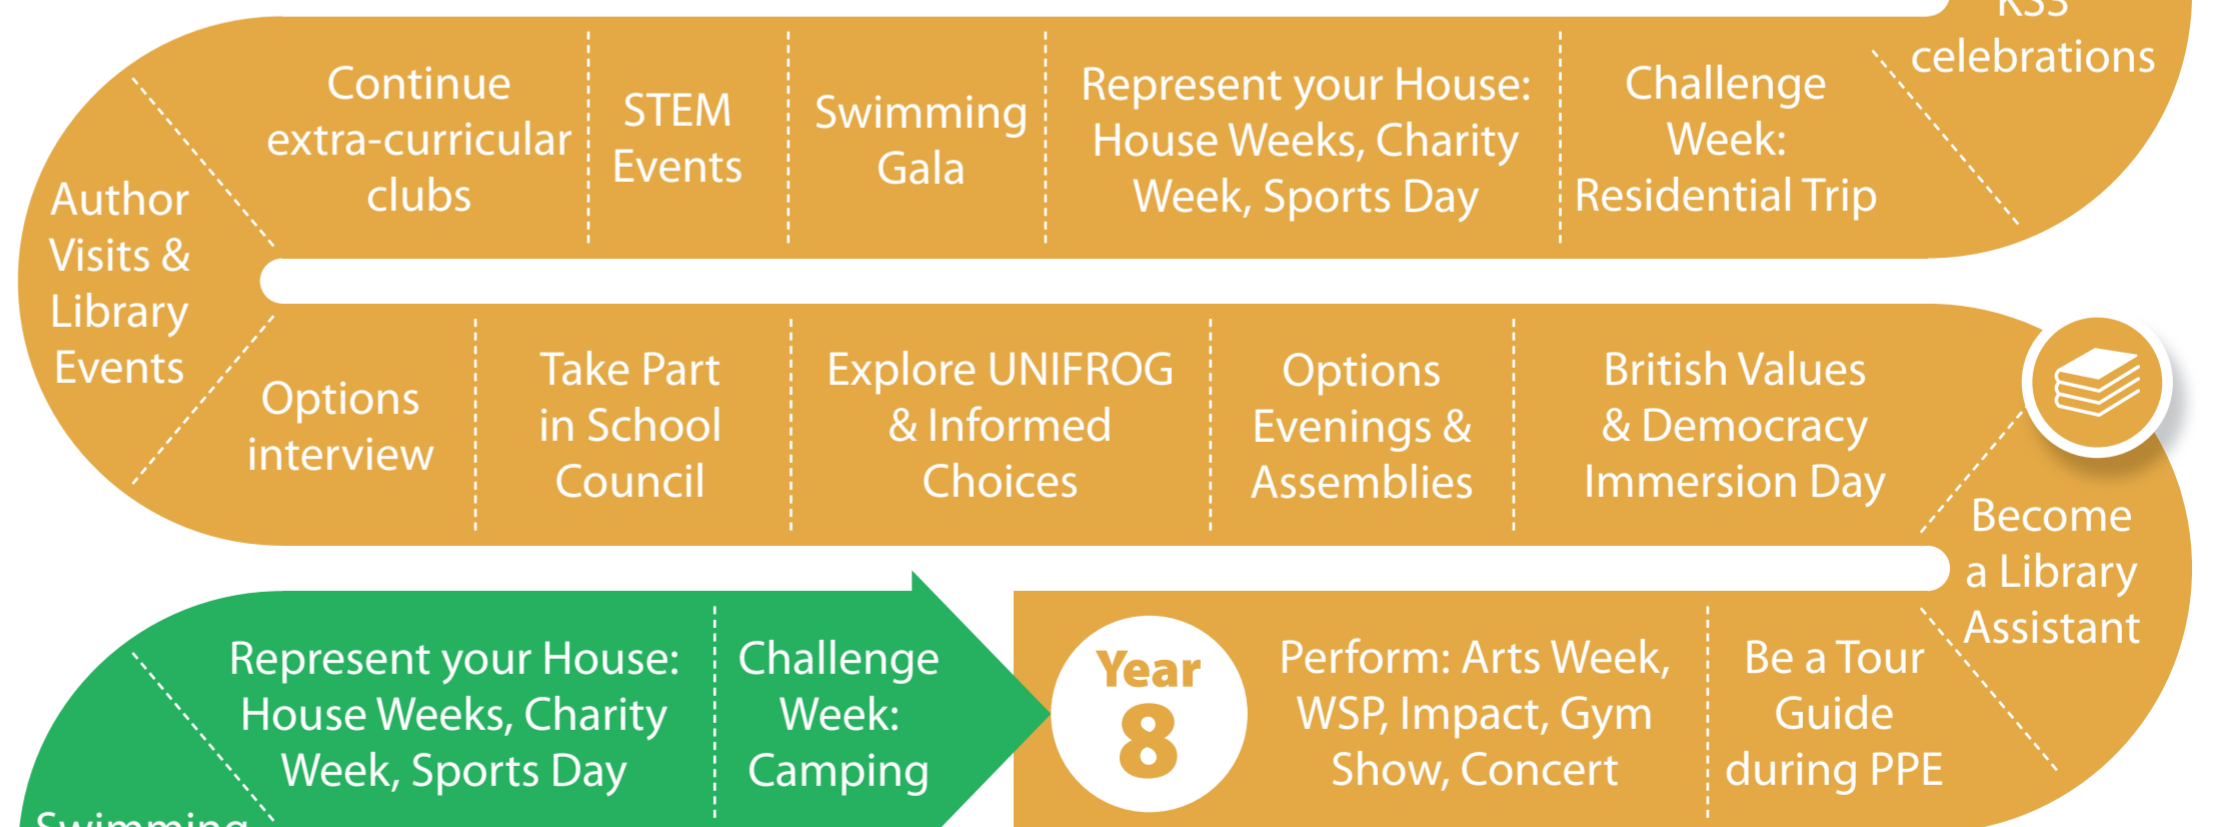 KS3
celebrations
Continue
extra-curricular
clubs
STEM
Events
Swimming
Gala
Represent your House:
House Weeks, Charity
Week, Sports Day
Challenge
Week:
Residential Trip
Author
Visits &
Library
Events
Options
interview
Take Part
in School
Council
Explore UNIFROG
& Informed
Choices
Options
Evenings &
Assemblies
British Values
& Democracy
Immersion Day
Become
a Library
Assistant
Represent your House:
House Weeks, Charity
Week, Sports Day
Challenge
Week:
Camping
Year
8
Perform: Arts Week,
WSP, Impact, Gym
Show, Concert
Be a Tour
Guide
during PPE
Swimming